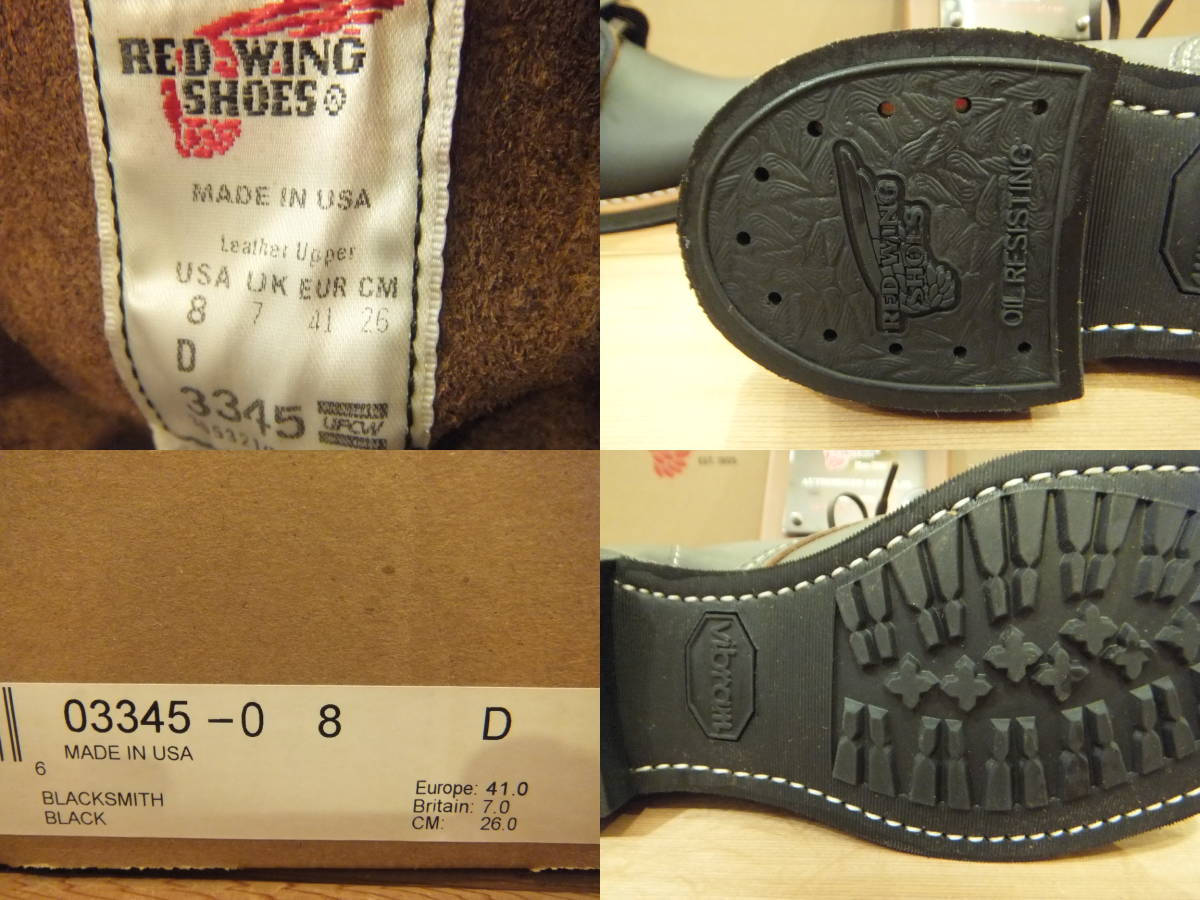 RED WING
SHOES®
MADE IN USA
Leather Upper
USA UK EUR CM
8 7 41 26
D
3345
UFCW
RED WING
SHOES
OIL RESISTING
03345 -0 8 D
MADE IN USA
6
BLACKSMITH
BLACK
Europe: 41.0
Britain: 7.0
CM: 26.0
vibram